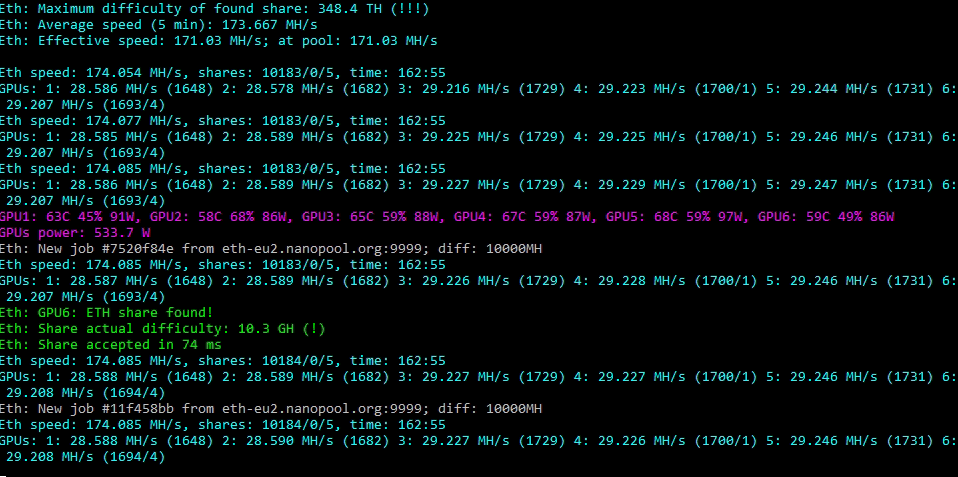 Eth: Maximum difficulty of found share: 348.4 TH (!!!)
Eth: Average speed (5 min): 173.667 MH/s
Eth: Effective speed: 171.03 MH/s; at pool: 171.03 MH/s
Eth speed: 174.054 MH/s, shares: 10183/0/5, time: 162:55
GPUs: 1: 28.586 MH/s (1648) 2: 28.578 MH/s (1682) 3: 29.216 MH/s (1729) 4: 29.223 MH/s (1700/1) 5: 29.244 MH/s (1731) 6:
29.207 MH/s (1693/4)
Eth speed: 174.077 MH/s, shares: 10183/0/5, time: 162:55
GPUs: 1: 28.585 MH/s (1648) 2: 28.589 MH/s (1682) 3: 29.225 MH/s (1729) 4: 29.225 MH/s (1700/1) 5: 29.246 MH/s (1731) 6:
29.207 MH/s (1693/4)
Eth speed: 174.085 MH/s, shares: 10183/0/5, time: 162:55
GPUs: 1: 28.586 MH/s (1648) 2: 28.589 MH/s (1682) 3: 29.227 MH/s (1729) 4: 29.229 MH/s (1700/1) 5: 29.247 MH/s (1731) 6:
29.207 MH/s (1693/4)
GPU1: 63C 45% 91W, GPU2: 58C 68% 86W, GPU3: 65C 59% 88W, GPU4: 67C 59% 87W, GPU5: 68C 59% 97W, GPU6: 59C 49% 86W
GPUs power: 533.7 W
Eth: New job #7520f84e from eth-eu2.nanopool.org:9999; diff: 10000MH
Eth speed: 174.085 MH/s, shares: 10183/0/5, time: 162:55
GPUs: 1: 28.587 MH/s (1648) 2: 28.589 MH/s (1682) 3: 29.227 MH/s (1729) 4: 29.228 MH/s (1700/1) 5: 29.246 MH/s (1731) 6:
29.207 MH/s (1693/4)
Eth: GPU6: ETH share found!
Eth: Share actual difficulty: 10.3 GH (!)
Eth: Share accepted in 74 ms
Eth speed: 174.085 MH/s, shares: 10184/0/5, time: 162:55
GPUs: 1: 28.588 MH/s (1648) 2: 28.589 MH/s (1682) 3: 29.227 MH/s (1729) 4: 29.227 MH/s (1700/1) 5: 29.246 MH/s (1731) 6:
29.208 MH/s (1694/4)
Eth: New job #11f458bb from eth-eu2.nanopool.org:9999; diff: 10000MH
Eth speed: 174.085 MH/s, shares: 10184/0/5, time: 162:55
GPUs: 1: 28.588 MH/s (1648) 2: 28.590 MH/s (1682) 3: 29.227 MH/s (1729) 4: 29.226 MH/s (1700/1) 5: 29.246 MH/s (1731) 6:
29.208 MH/s (1694/4)